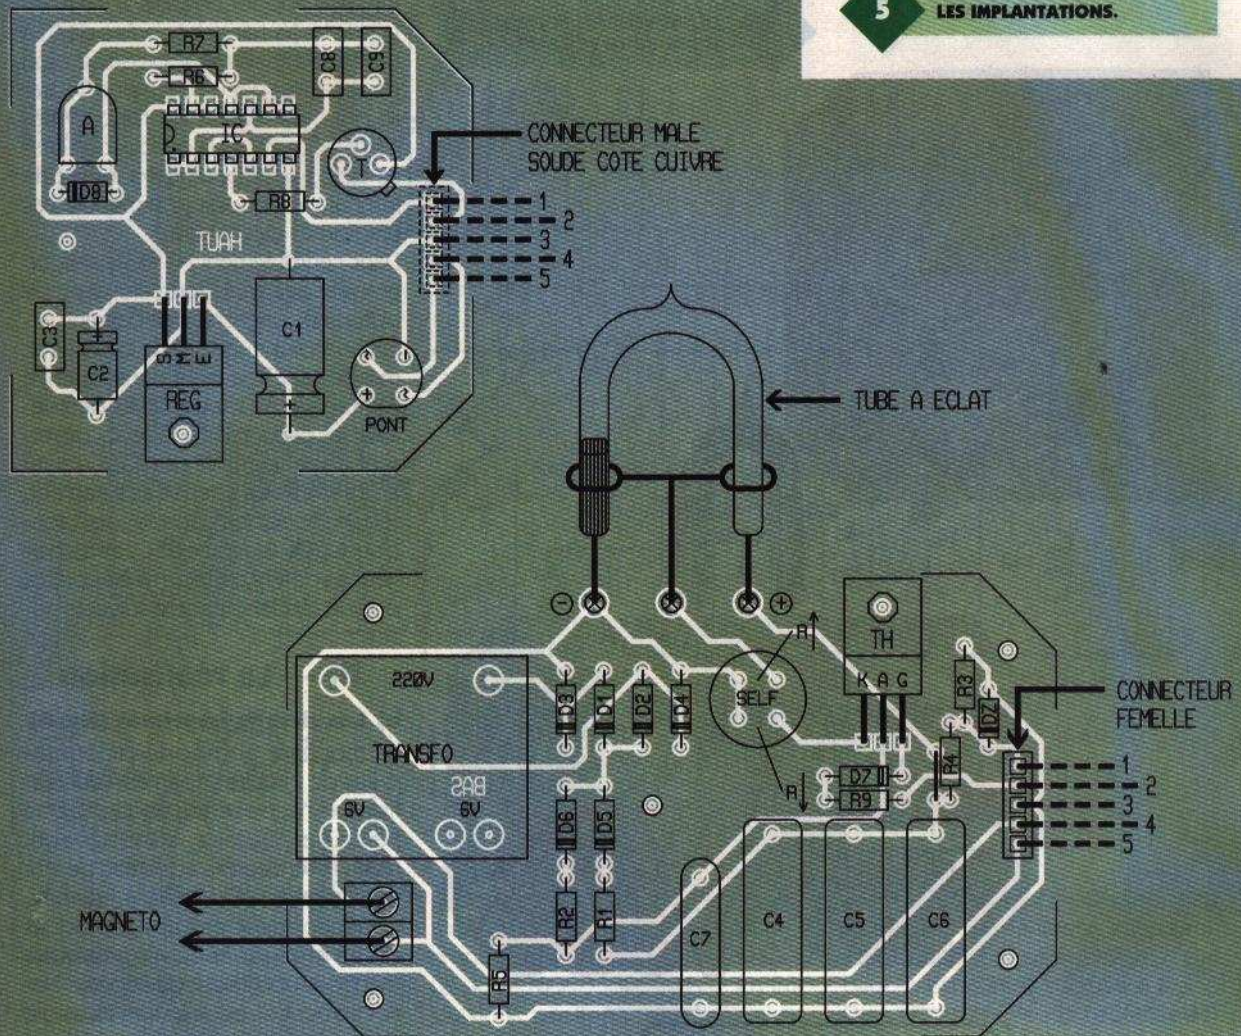 5
LES IMPLANTATIONS.
R7
R6
C8
C9
A
IC
T
D8
R8
CONNECTEUR MALE
SOUDE COTE CUIVRE
1
2
3
4
5
HAUT
C3
C2
S M E
REG
C1
PONT
TUBE A ECLAT
220V
TRANSFO
BAS
6V
6V
D3
D1
D2
D4
SELF
R
R
TH
K A G
R3
DZ
R4
D7
R9
CONNECTEUR
FEMELLE
1
2
3
4
5
D6
D5
R2
R1
R5
C7
C4
C5
C6
MAGNETO